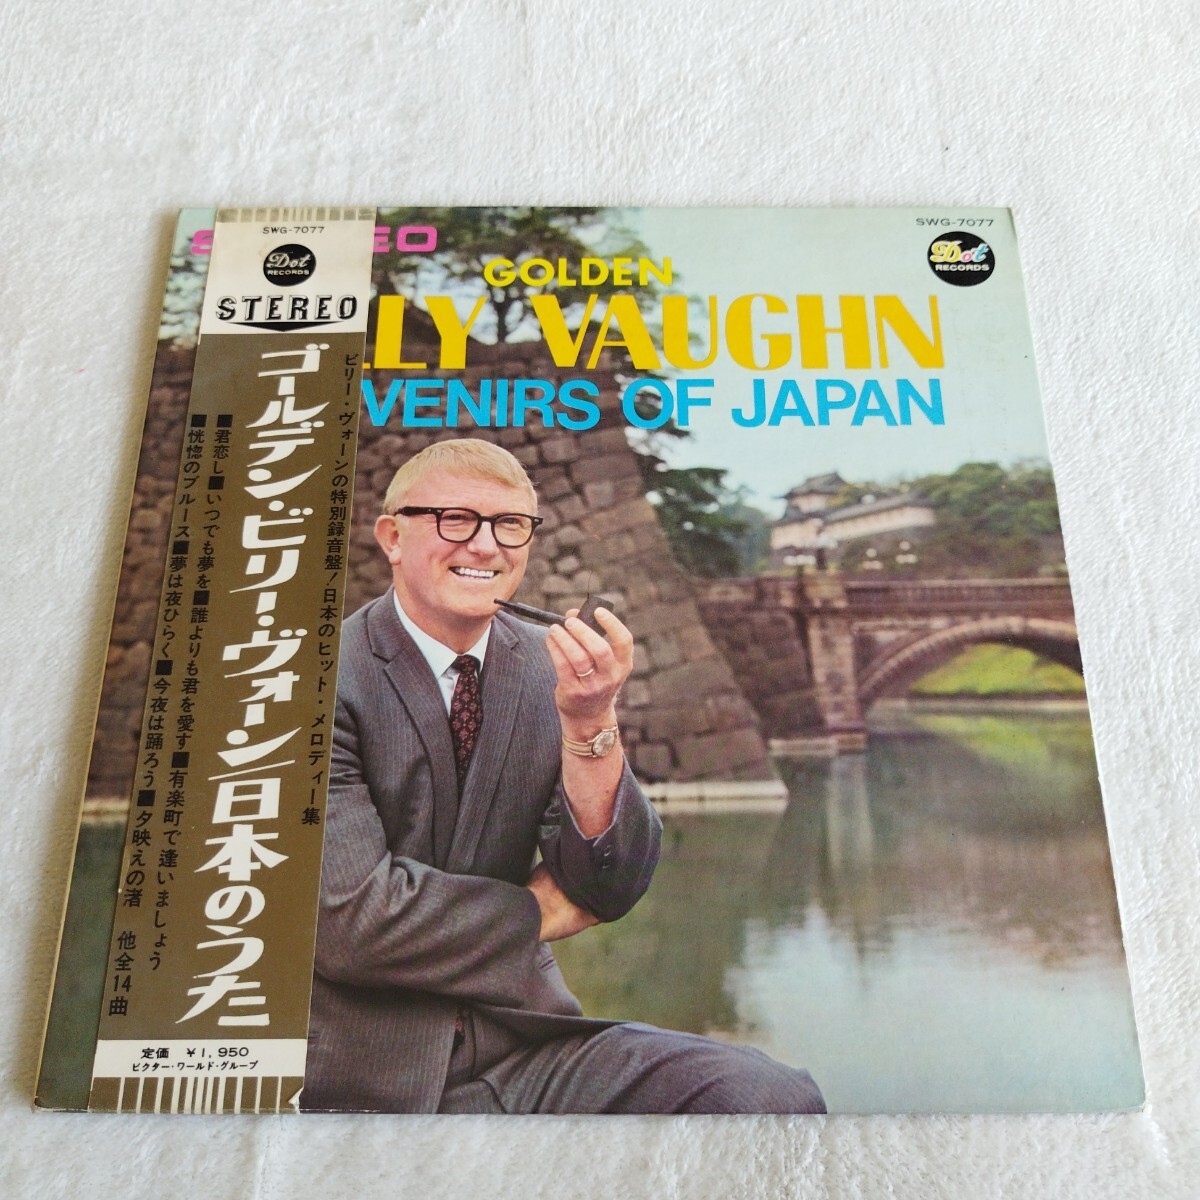 SWG-7077
Dot
RECORDS
STEREO
ビリー・ヴォーンの特別録音盤!日本のヒット・メロディー集
ゴールデン・ビリー・ヴォーン/日本のうた
■君恋し■いつでも夢を■誰よりも君を愛す■有楽町で逢いましょう
■恍惚のブルース■夢は夜ひらく■今夜は踊ろう■夕映えの渚 他全14曲
定価 ¥1,950
ビクター・ワールド・グループ
S EO
SWG-7077
Dot
RECORDS
GOLDEN
LLY VAUGHN
VENIRS OF JAPAN